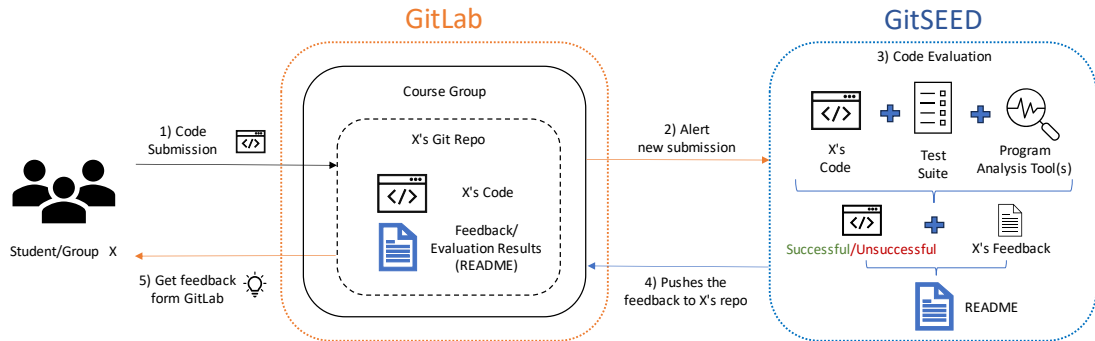 GitLab
GitSEED
3) Code Evaluation
Course Group
1) Code
Submission
</>
X's Git Repo
2) Alert
new submission
</>
X's
Code
Test
Suite
Program
Analysis Tool(s)
</>
X's Code
Feedback/
Evaluation Results
(README)
</>
Successful/Unsuccessful
X's Feedback
Student/Group X
5) Get feedback
form GitLab
4) Pushes the
feedback to X's repo
README